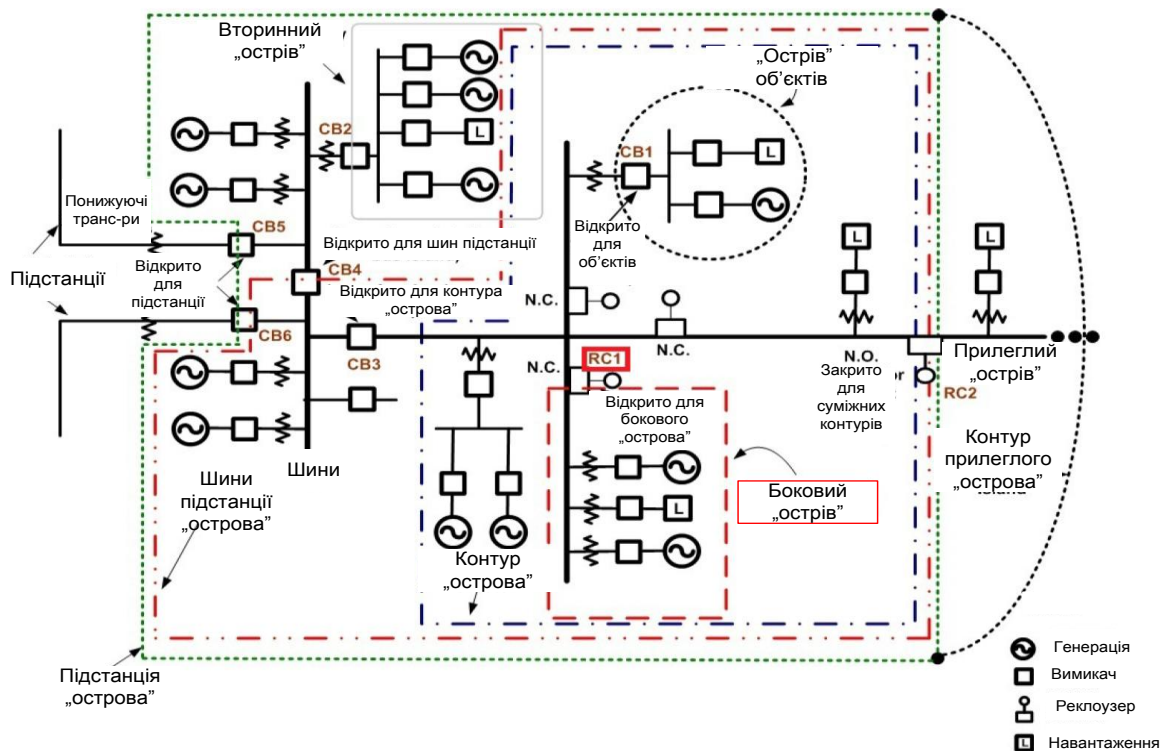 Вторинний
„острів”
„Острів”
об’єктів
CB2
CB1
L
L
Понижуючі
транс-ри
CB5
Відкрито для шин підстанції
Відкрито
для
об’єктів
L
L
Підстанції
Відкрито
для
підстанції
CB4
Відкрито для контура
„острова”
N.C.
CB6
CB3
N.C.
RC1
N.C.
N.O.
Закрито
для
суміжних
контурів
or
Прилеглий
„острів”
RC2
Відкрито для
бокового
„острова”
Шини
Шини
підстанції
„острова”
L
Боковий
„острів”
Контур
прилеглого
„острова”
Контур
„острова”
Підстанція
„острова”
Генерація
Вимикач
Реклоузер
L
Навантаження